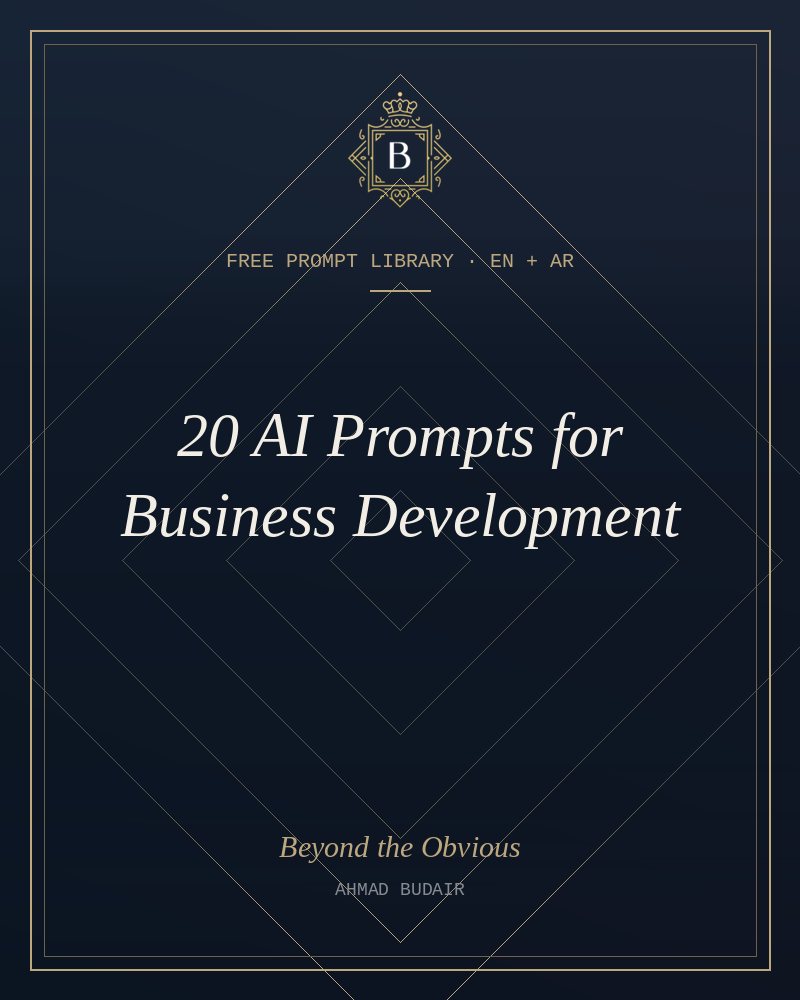 B
FREE PROMPT LIBRARY · EN + AR
20 AI Prompts for
Business Development
Beyond the Obvious
AHMAD BUDAIR